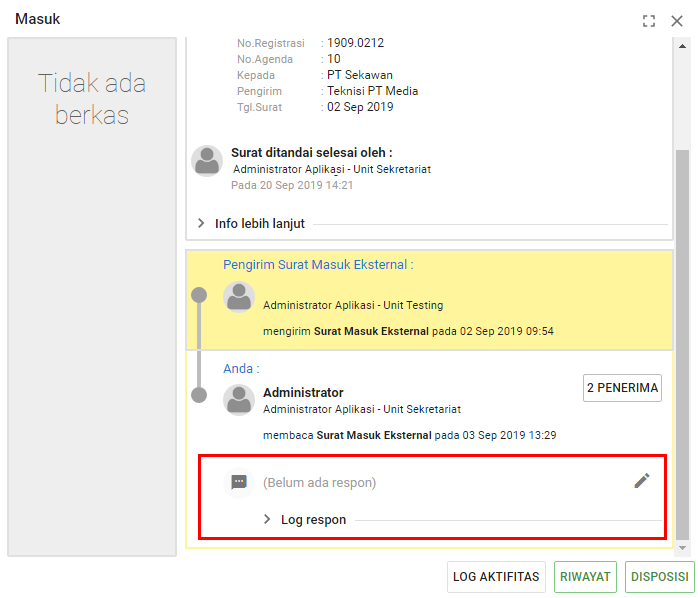 Masuk
Tidak ada
berkas
No.Registrasi : 1909.0212
No.Agenda : 10
Kepada : PT Sekawan
Pengirim : Teknisi PT Media
Tgl.Surat : 02 Sep 2019
Surat ditandai selesai oleh :
Administrator Aplikasi - Unit Sekretariat
Pada 20 Sep 2019 14:21
Info lebih lanjut
Pengirim Surat Masuk Eksternal :
Administrator Aplikasi - Unit Testing
mengirim Surat Masuk Eksternal pada 02 Sep 2019 09:54
Anda :
Administrator
Administrator Aplikasi - Unit Sekretariat
2 PENERIMA
membaca Surat Masuk Eksternal pada 03 Sep 2019 13:29
(Belum ada respon)
Log respon
LOG AKTIFITAS RIWAYAT DISPOSISI